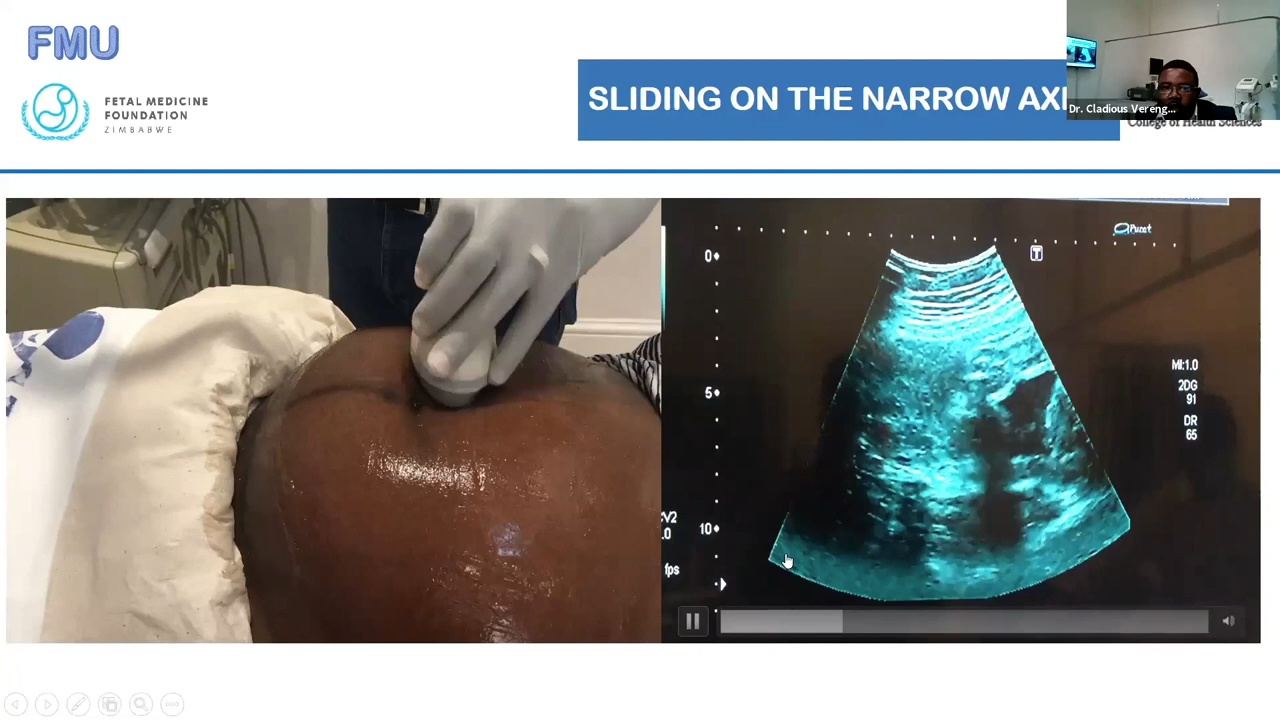 FMU
FETAL MEDICINE
FOUNDATION
ZIMBABWE
SLIDING ON THE NARROW AXI
Dr. Cladious Vereng...
College of Health Sciences
0
T
5
10
MI:1.0
2DG
91
DR
65
.0
fps